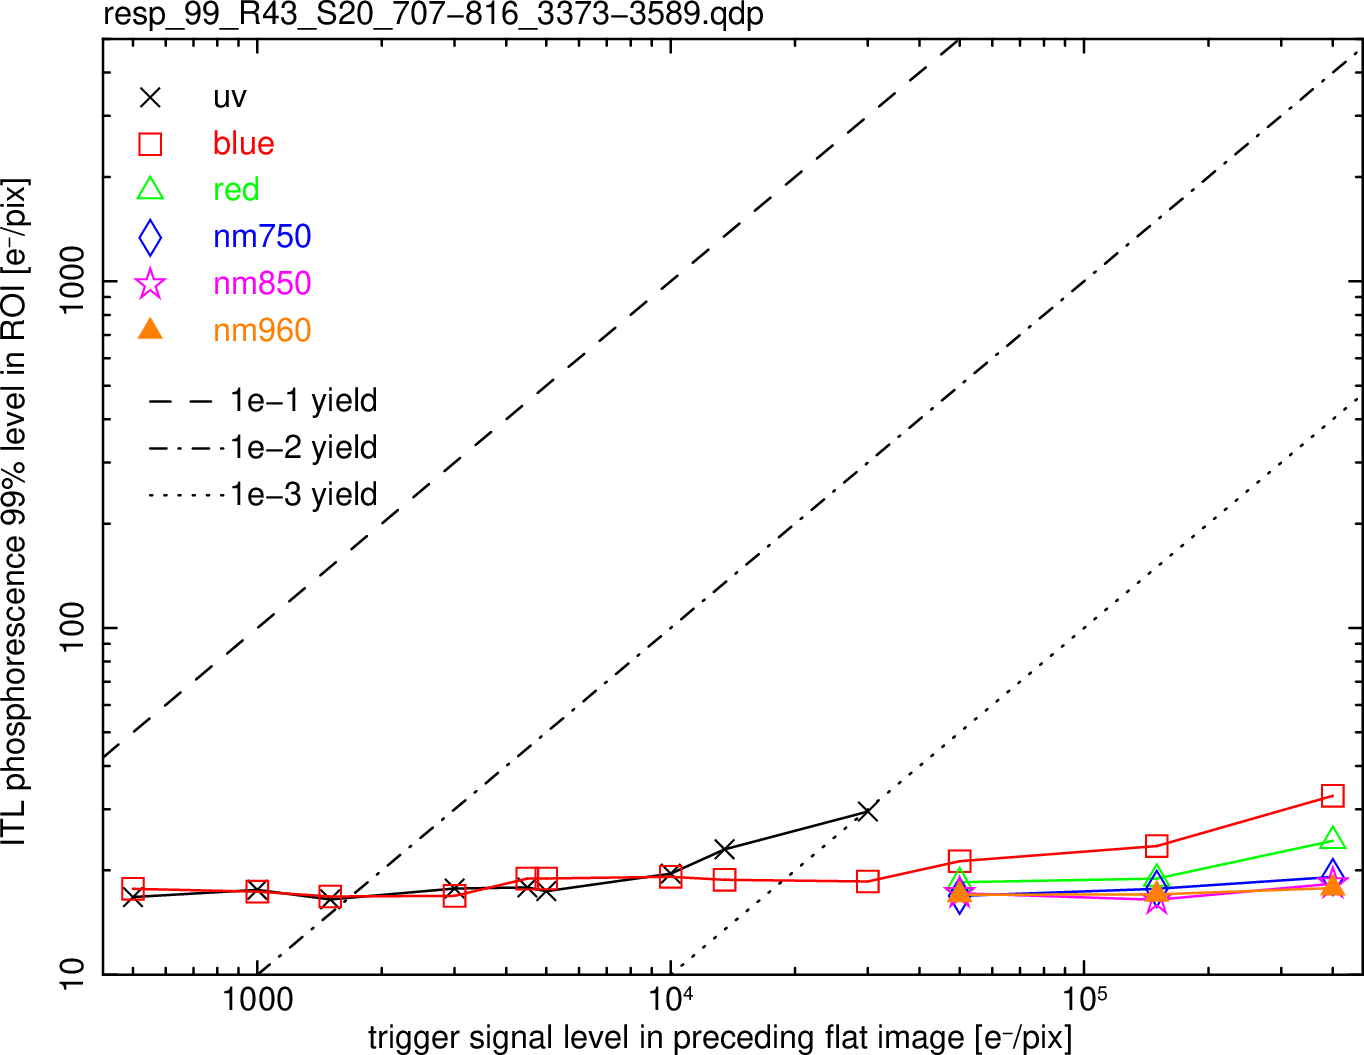 resp_99_R43_S20_707−816_3373−3589.qdp
uv
blue
red
nm750
nm850
nm960
1e−1 yield
1e−2 yield
1e−3 yield
ITL phosphorescence 99% level in ROI [e⁻/pix]
1000
100
10
1000
10⁴
10⁵
trigger signal level in preceding flat image [e⁻/pix]